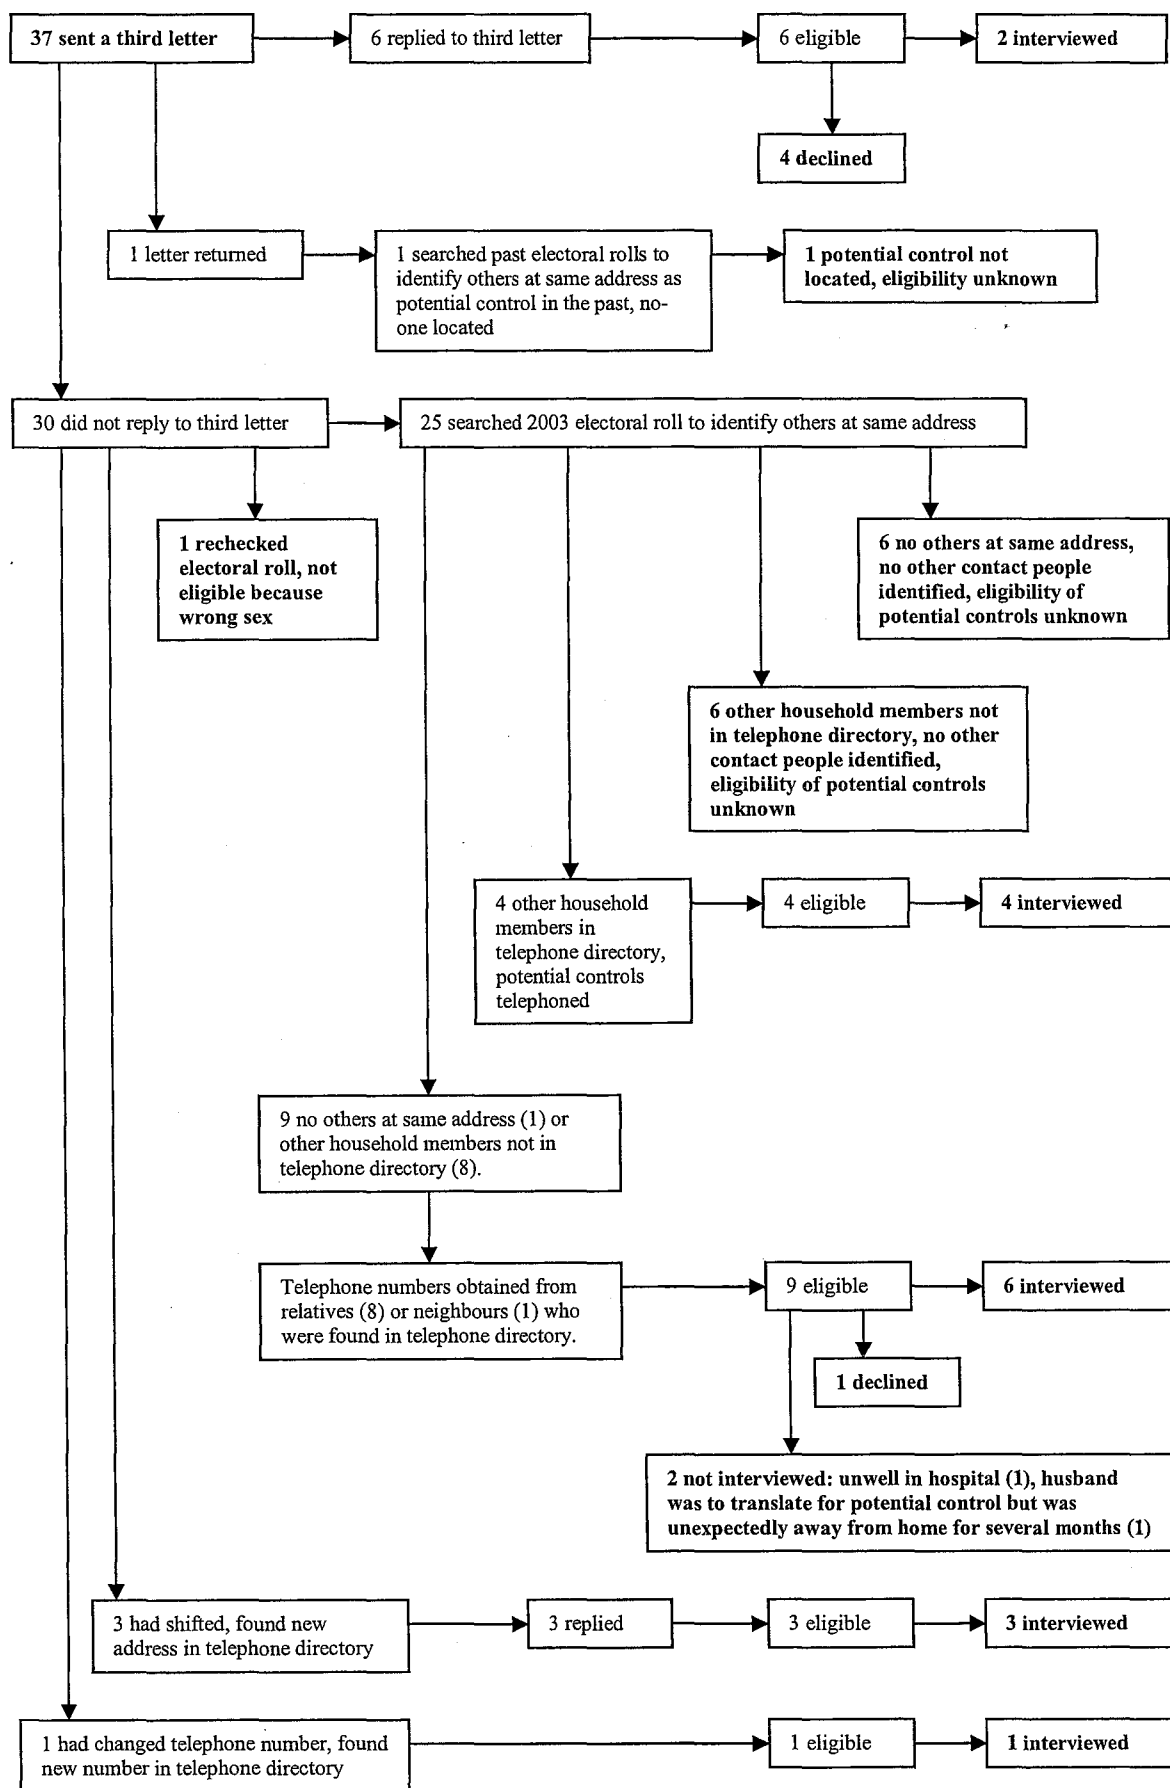 37 sent a third letter
6 replied to third letter
6 eligible
2 interviewed
4 declined
1 letter returned
1 searched past electoral rolls to
identify others at same address as
potential control in the past, no-
one located
1 potential control not
located, eligibility unknown
30 did not reply to third letter
25 searched 2003 electoral roll to identify others at same address
1 rechecked
electoral roll, not
eligible because
wrong sex
6 no others at same address,
no other contact people
identified, eligibility of
potential controls unknown
6 other household members not
in telephone directory, no other
contact people identified,
eligibility of potential controls
unknown
4 other household
members in
telephone directory,
potential controls
telephoned
4 eligible
4 interviewed
9 no others at same address (1) or
other household members not in
telephone directory (8).
Telephone numbers obtained from
relatives (8) or neighbours (1) who
were found in telephone directory.
9 eligible
6 interviewed
1 declined
2 not interviewed: unwell in hospital (1), husband
was to translate for potential control but was
unexpectedly away from home for several months (1)
3 had shifted, found new
address in telephone directory
3 replied
3 eligible
3 interviewed
1 had changed telephone number, found
new number in telephone directory
1 eligible
1 interviewed